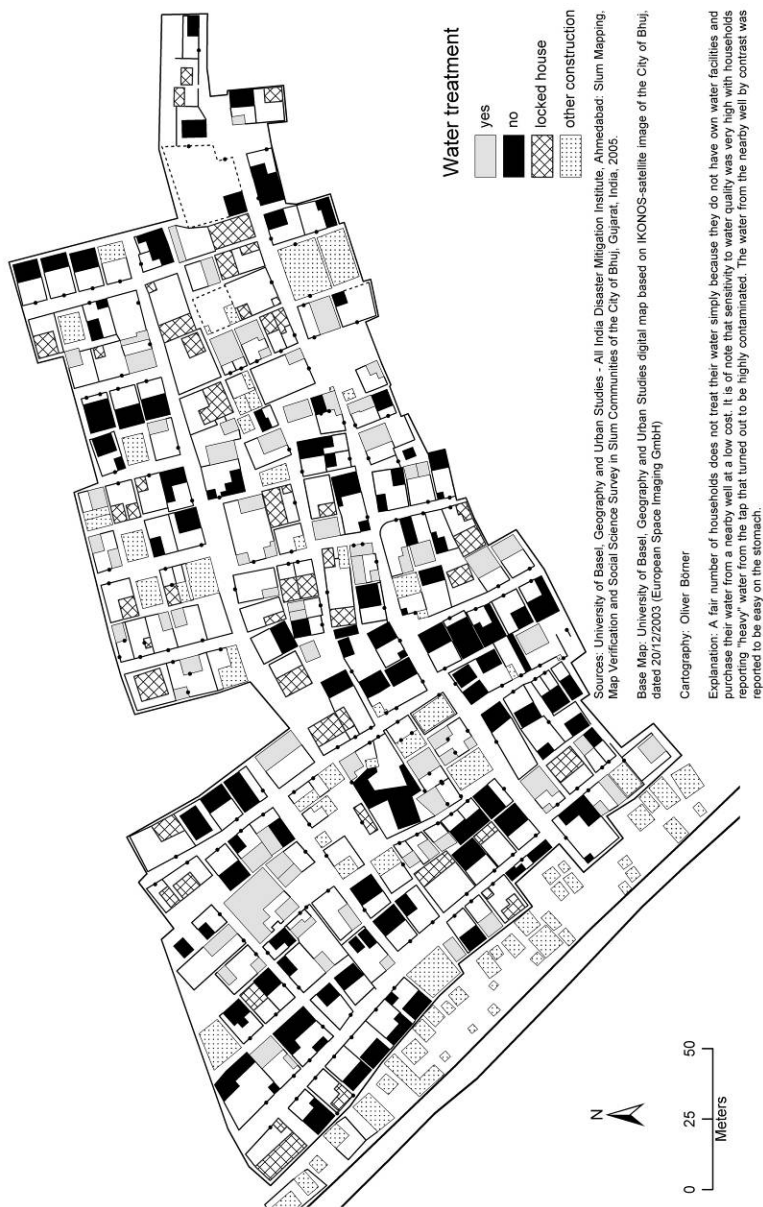 Water treatment
yes
no
locked house
other construction
Sources: University of Basel, Geography and Urban Studies - All India Disaster Mitigation Institute, Ahmedabad: Slum Mapping,
Map Verification and Social Science Survey in Slum Communities of the City of Bhuj, Gujarat, India, 2005.
Base Map: University of Basel, Geography and Urban Studies digital map based on IKONOS-satellite image of the City of Bhuj,
dated 20/12/2003 (European Space Imaging GmbH)
Cartography: Oliver Börner
Explanation: A fair number of households does not treat their water simply because they do not have own water facilities and
purchase their water from a nearby well at a low cost. It is of note that sensitivity to water quality was very high with households
reporting "heavy" water from the tap that turned out to be highly contaminated. The water from the nearby well by contrast was
reported to be easy on the stomach.
N
0 25 50
Meters